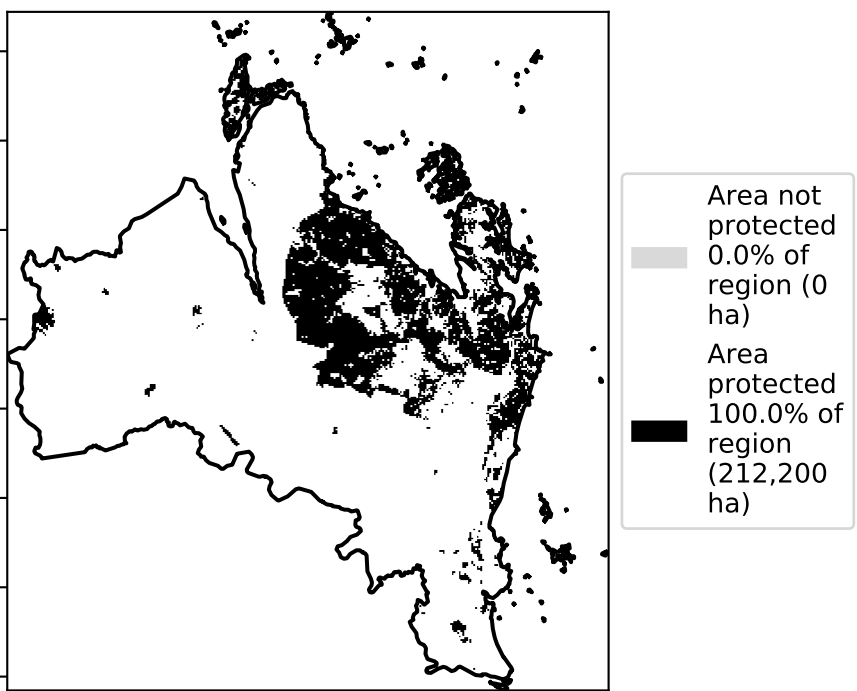 Area not
protected
0.0% of
region (0
ha)
Area
protected
100.0% of
region
(212,200
ha)